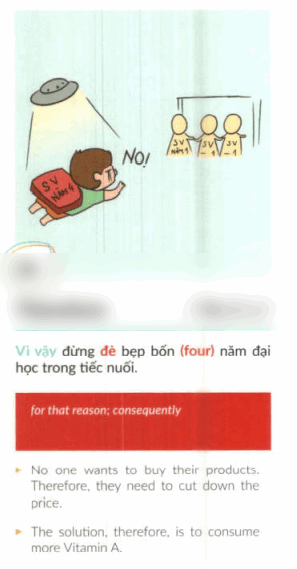 NO!
SV
NĂM 4
SV
NĂM 1
SV
- 1
SV
- 1
Vì vậy đừng đè bẹp bốn (four) năm đại
học trong tiếc nuối.
for that reason; consequently
No one wants to buy their products.
Therefore, they need to cut down the
price.
The solution, therefore, is to consume
more Vitamin A.